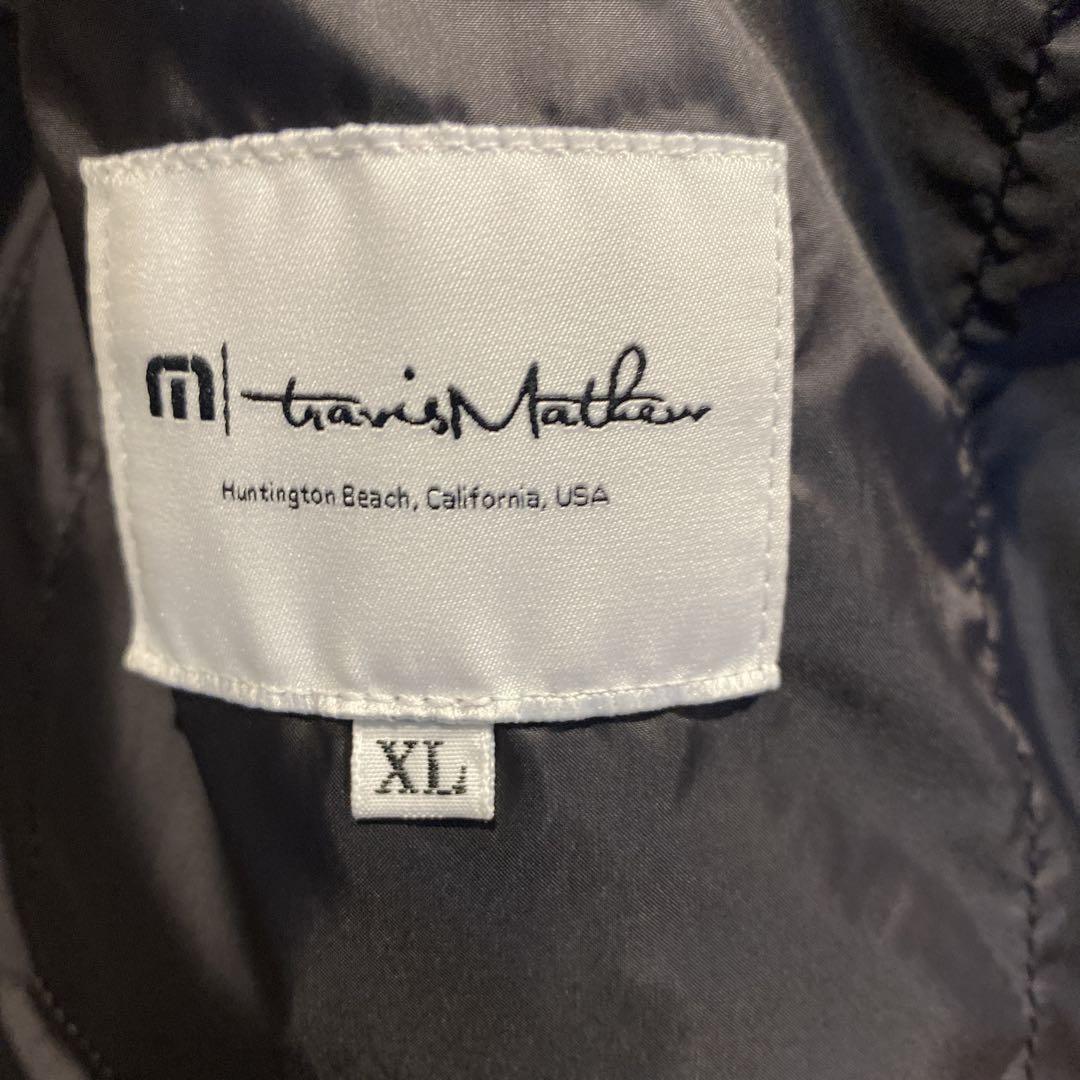 m| travisMathew
Huntington Beach, California, USA
XL